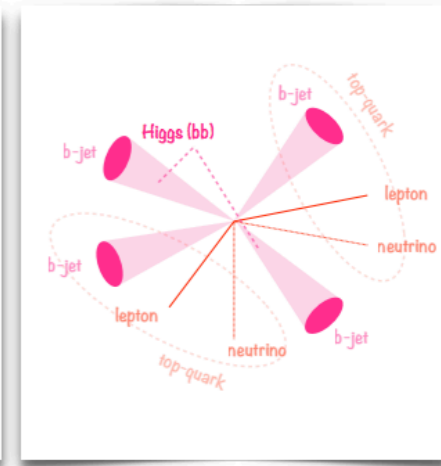 b-jet
top-quark
Higgs (bb)
b-jet
lepton
neutrino
b-jet
lepton
b-jet
neutrino
top-quark